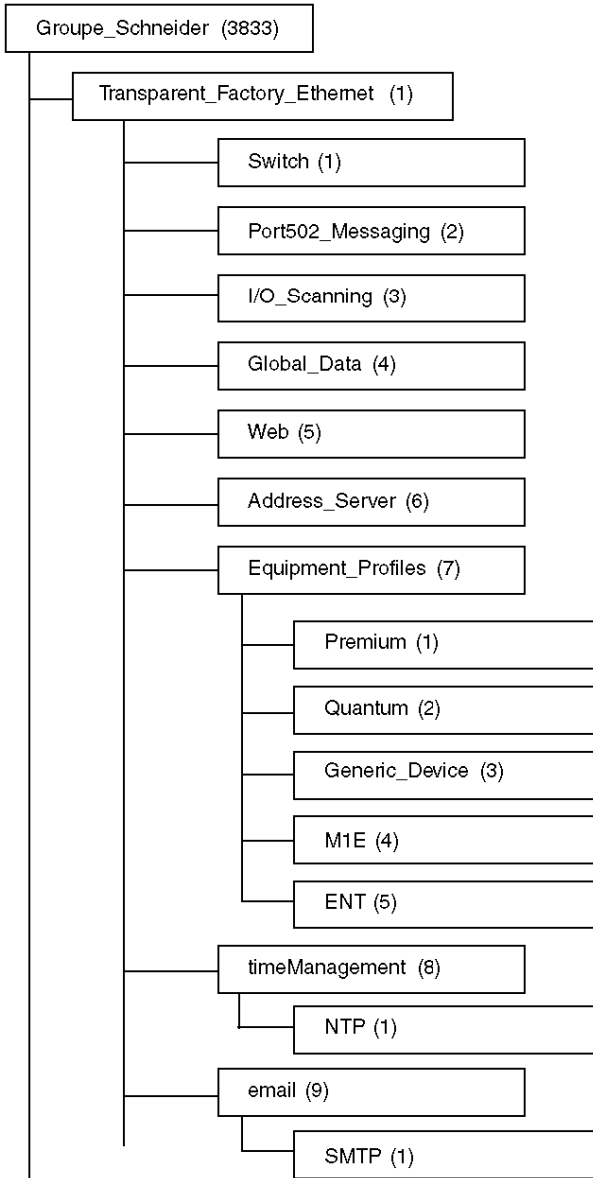 Groupe_Schneider (3833)
Transparent_Factory_Ethernet (1)
Switch (1)
Port502_Messaging (2)
I/O_Scanning (3)
Global_Data (4)
Web (5)
Address_Server (6)
Equipment_Profiles (7)
Premium (1)
Quantum (2)
Generic_Device (3)
M1E (4)
ENT (5)
timeManagement (8)
NTP (1)
email (9)
SMTP (1)